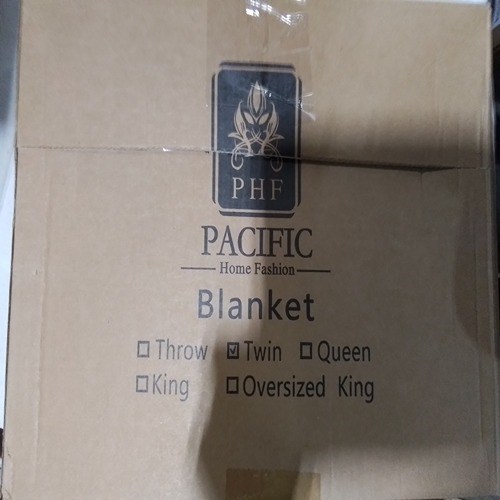 PHF
PACIFIC
Home Fashion
Blanket
Throw Twin Queen
King Oversized King